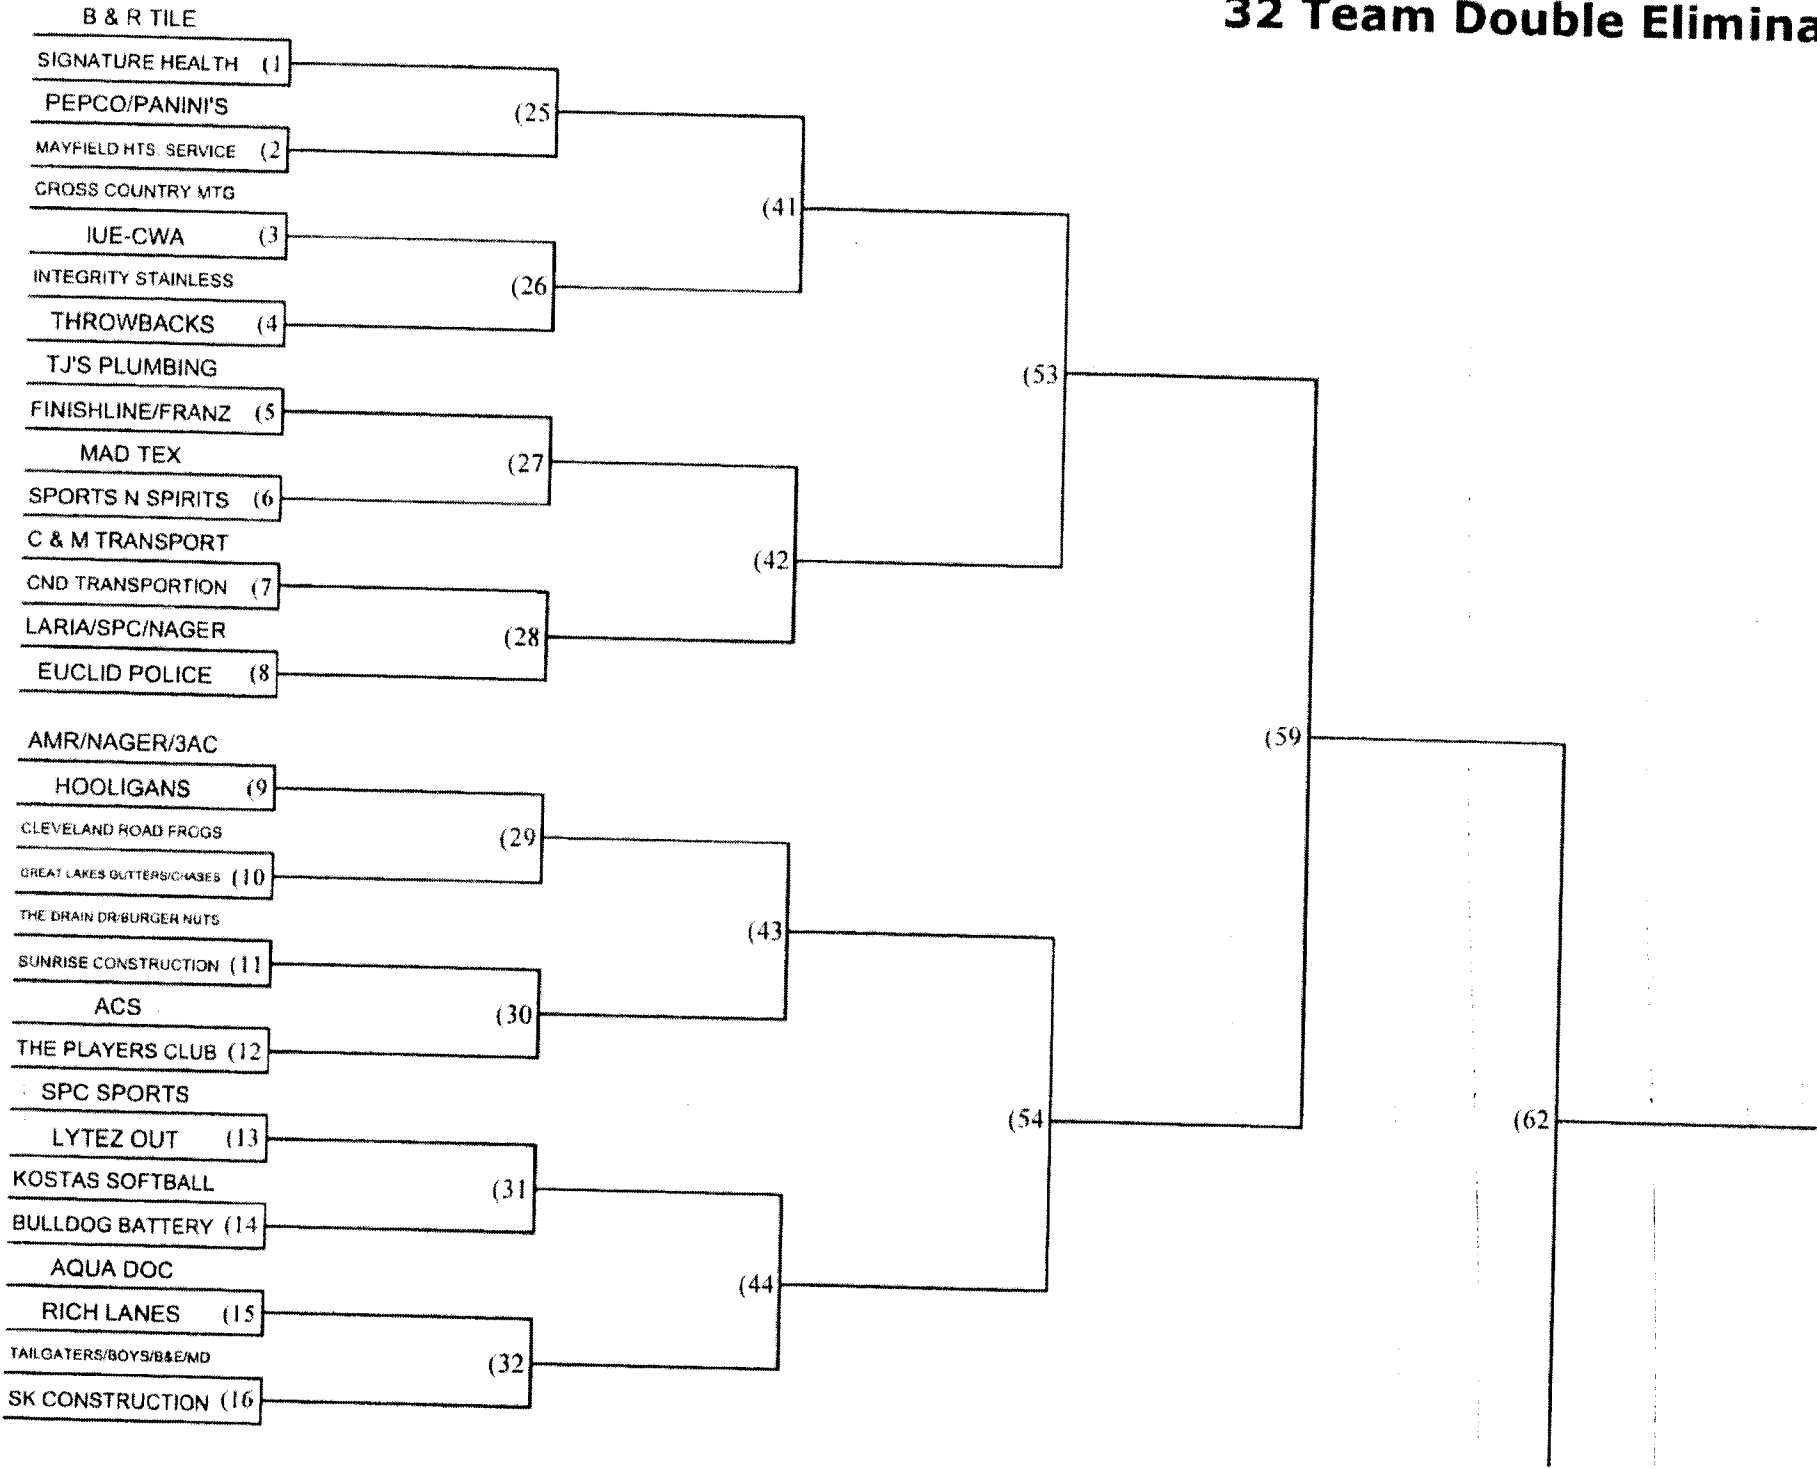 32 Team Double Elimina
B & R TILE
SIGNATURE HEALTH (1
PEPCO/PANINI'S
(25
MAYFIELD HTS. SERVICE (2
CROSS COUNTRY MTG
(41
IUE-CWA (3
INTEGRITY STAINLESS
(26
THROWBACKS (4
TJ'S PLUMBING
(53
FINISHLINE/FRANZ (5
MAD TEX
(27
SPORTS N SPIRITS (6
C & M TRANSPORT
(42
CND TRANSPORTION (7
LARIA/SPC/NAGER
(28
EUCLID POLICE (8
(59
AMR/NAGER/3AC
HOOLIGANS (9
CLEVELAND ROAD FROGS
(29
GREAT LAKES GUTTERS/CHASES (10
THE DRAIN DR/BURGER NUTS
(43
SUNRISE CONSTRUCTION (11
ACS
(30
THE PLAYERS CLUB (12
SPC SPORTS
(54
(62
LYTEZ OUT (13
KOSTAS SOFTBALL
(31
BULLDOG BATTERY (14
AQUA DOC
(44
RICH LANES (15
TAILGATERS/BOYS/B&E/MD
(32
SK CONSTRUCTION (16